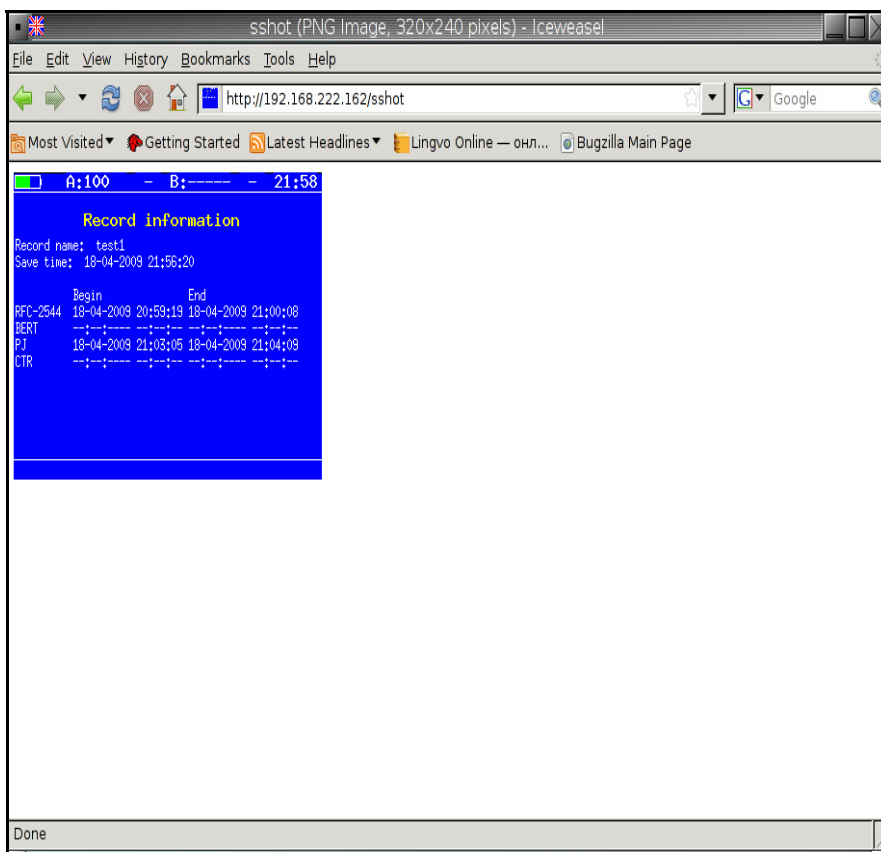 sshot (PNG Image, 320x240 pixels) - Iceweasel
File Edit View History Bookmarks Tools Help
http://192.168.222.162/sshot G Google
Most Visited Getting Started Latest Headlines Lingvo Online — онл... Bugzilla Main Page
A:100 - B:----- - 21:58
Record information
Record name: test1
Save time: 18-04-2009 21:56:20
Begin End
RFC-2544 18-04-2009 20:59:19 18-04-2009 21:00:08
BERT --:--:---- --:--:-- --:--:---- --:--:--
PJ 18-04-2009 21:03:05 18-04-2009 21:04:09
CTR --:--:---- --:--:-- --:--:---- --:--:--
Done